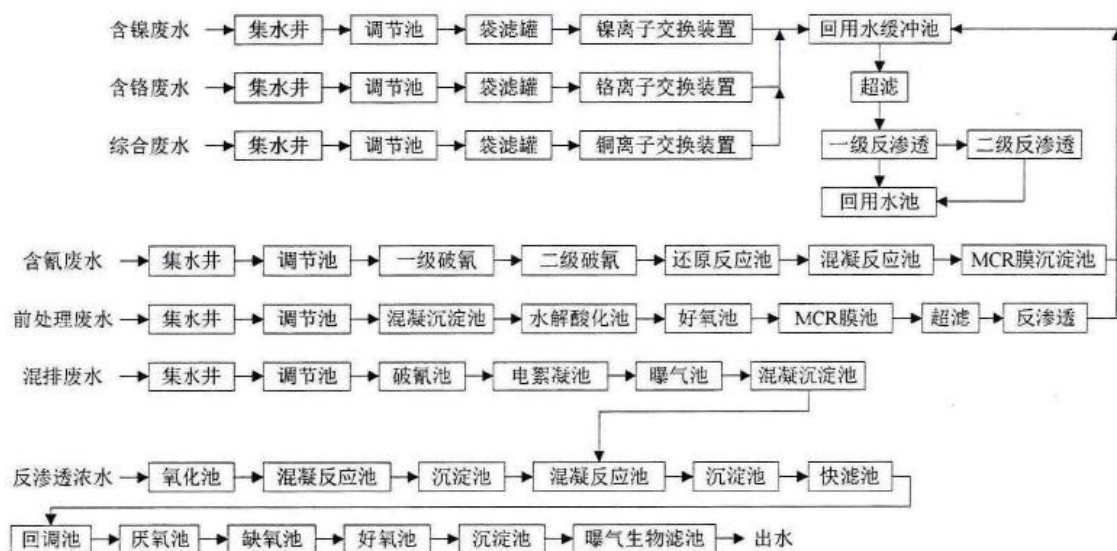 含镍废水 集水井 调节池 袋滤罐 镍离子交换装置 回用水缓冲池
超滤
含铬废水 集水井 调节池 袋滤罐 铬离子交换装置
综合废水 集水井 调节池 袋滤罐 铜离子交换装置 一级反渗透 二级反渗透
回用水池
含氰废水 集水井 调节池 一级破氰 二级破氰 还原反应池 混凝反应池 MCR膜沉淀池
前处理废水 集水井 调节池 混凝沉淀池 水解酸化池 好氧池 MCR膜池 超滤 反渗透
混排废水 集水井 调节池 破氰池 电絮凝池 曝气池 混凝沉淀池
反渗透浓水 氧化池 混凝反应池 沉淀池 混凝反应池 沉淀池 快滤池
回调池 厌氧池 缺氧池 好氧池 沉淀池 曝气生物滤池 出水